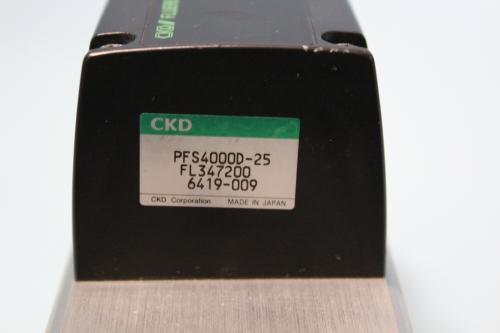 CKD
PFS4000D-25
FL347200
6419-009
CKD Corporation MADE IN JAPAN